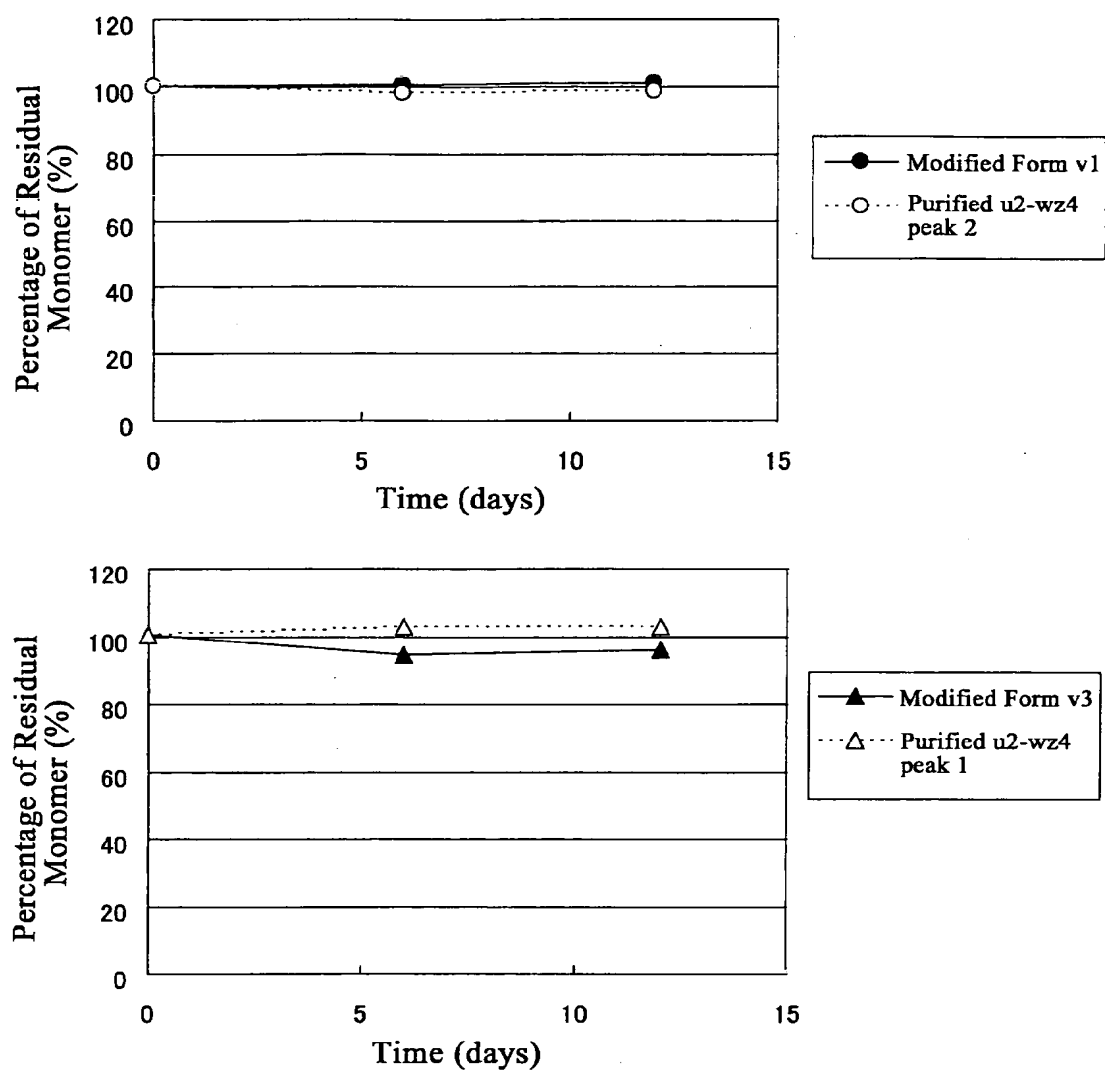 120
100
80
60
40
20
0
Percentage of Residual
Monomer (%)
0 5 10 15
Time (days)
Modified Form v1
Purified u2-wz4
peak 2
120
100
80
60
40
20
0
Percentage of Residual
Monomer (%)
0 5 10 15
Time (days)
Modified Form v3
Purified u2-wz4
peak 1